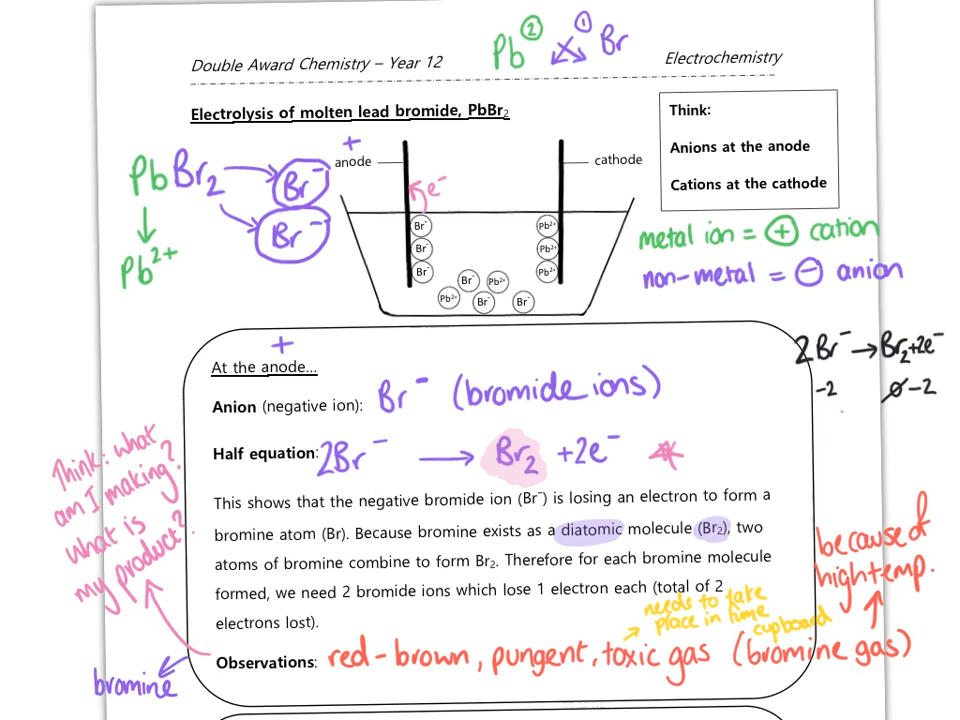 Pb② ① Br
Double Award Chemistry – Year 12
Electrochemistry
Electrolysis of molten lead bromide, PbBr₂
Think:
Anions at the anode
Cations at the cathode
+
anode
cathode
PbBr₂
Br⁻
Br⁻
Pb²⁺
e⁻
Br⁻ Pb²⁺
Br⁻ Pb²⁺
Br⁻ Pb²⁺
Br⁻ Pb²⁺
Pb²⁺ Br⁻ Br⁻
metal ion = ⊕ cation
non-metal = ⊖ anion
+
At the anode...
2Br⁻ → Br₂+2e⁻
-2 0 -2
Anion (negative ion): Br⁻ (bromide ions)
Half equation: 2Br⁻ → Br₂ +2e⁻ *
Think: what
am I making?
What is
my product?
This shows that the negative bromide ion (Br⁻) is losing an electron to form a
bromine atom (Br). Because bromine exists as a diatomic molecule (Br₂), two
atoms of bromine combine to form Br₂. Therefore for each bromine molecule
formed, we need 2 bromide ions which lose 1 electron each (total of 2
electrons lost).
needs to take
place in fume
cupboard
because of
high temp.
Observations: red-brown, pungent, toxic gas (bromine gas)
bromine